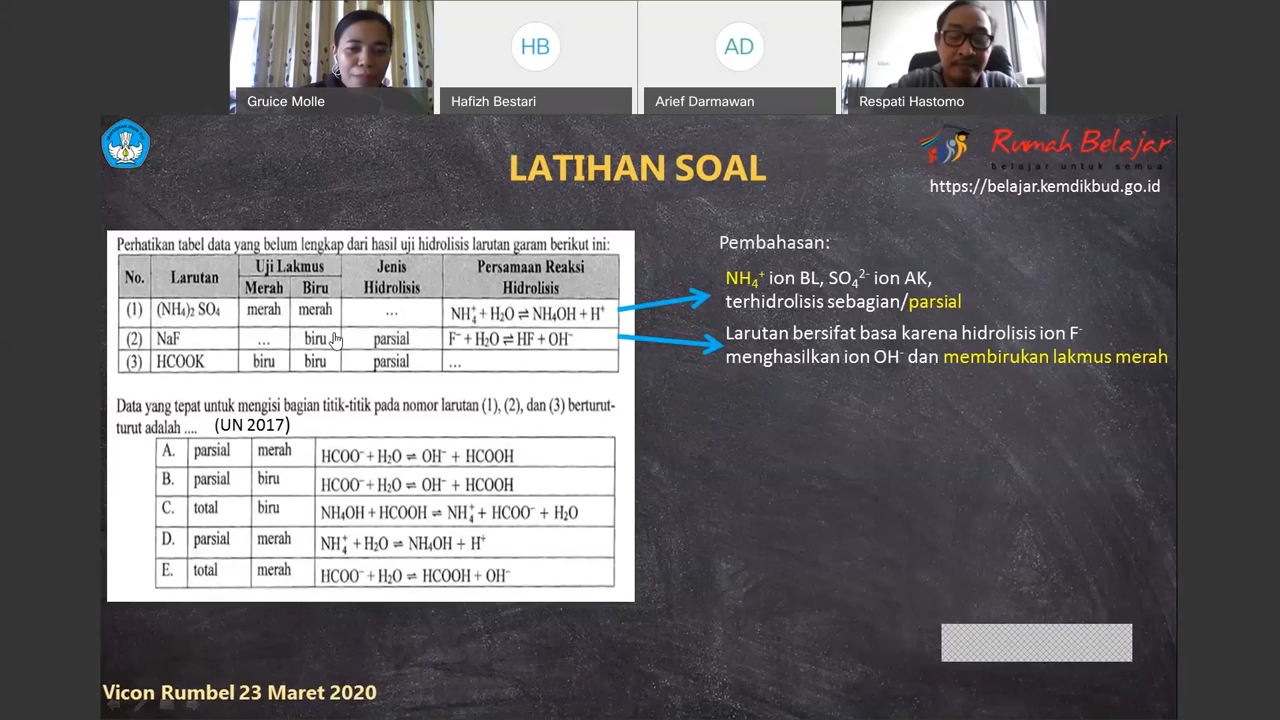 HB
AD
Gruice Molle
Hafizh Bestari
Arief Darmawan
Respati Hastomo
LATIHAN SOAL
Rumah Belajar
belajar untuk semua
https://belajar.kemdikbud.go.id
Perhatikan tabel data yang belum lengkap dari hasil uji hidrolisis larutan garam berikut ini:
No. Larutan Uji Lakmus Jenis Hidrolisis Persamaan Reaksi Hidrolisis
Merah Biru
(1) (NH₄)₂ SO₄ merah merah ... NH₄⁺ + H₂O ⇌ NH₄OH + H⁺
(2) NaF ... biru parsial F⁻ + H₂O ⇌ HF + OH⁻
(3) HCOOK biru biru parsial ...
Data yang tepat untuk mengisi bagian titik-titik pada nomor larutan (1), (2), dan (3) berturut-
turut adalah .... (UN 2017)
A. parsial merah HCOO⁻ + H₂O ⇌ OH⁻ + HCOOH
B. parsial biru HCOO⁻ + H₂O ⇌ OH⁻ + HCOOH
C. total biru NH₄OH + HCOOH ⇌ NH₄⁺ + HCOO⁻ + H₂O
D. parsial merah NH₄⁺ + H₂O ⇌ NH₄OH + H⁺
E. total merah HCOO⁻ + H₂O ⇌ HCOOH + OH⁻
Pembahasan:
NH₄⁺ ion BL, SO₄²⁻ ion AK,
terhidrolisis sebagian/parsial
Larutan bersifat basa karena hidrolisis ion F⁻
menghasilkan ion OH⁻ dan membirukan lakmus merah
Vicon Rumbel 23 Maret 2020